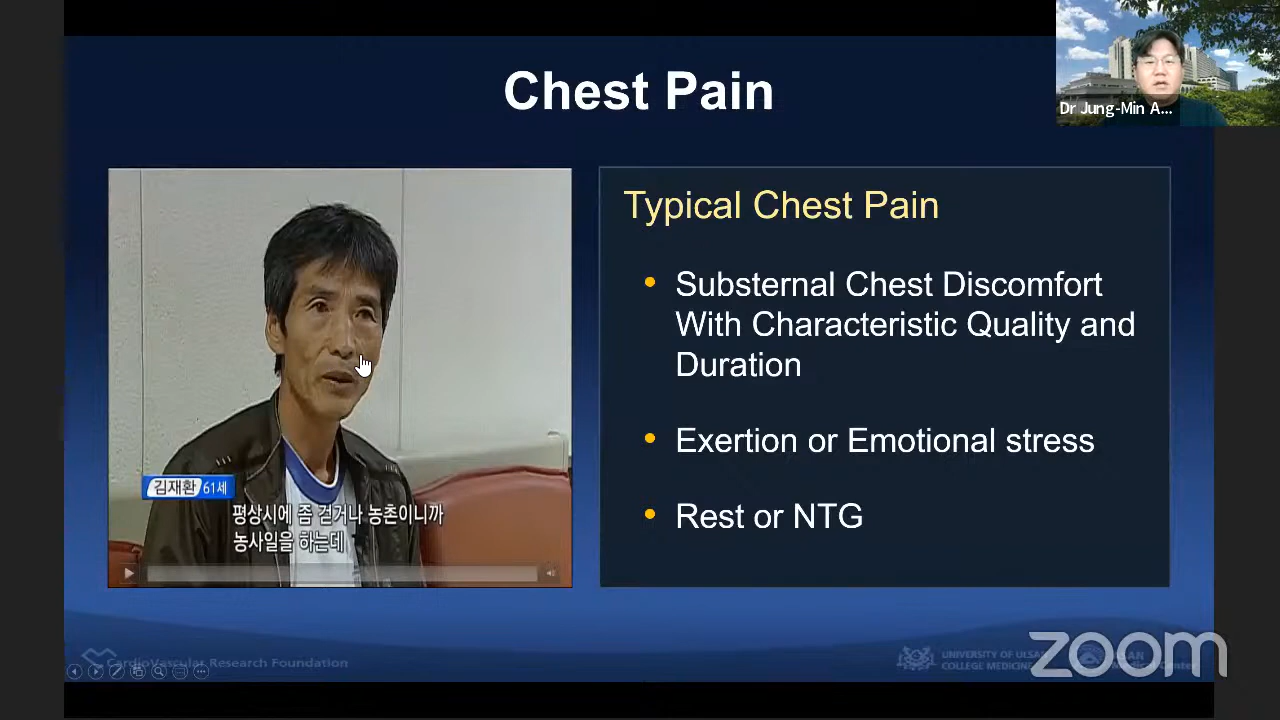 Chest Pain
Dr Jung-Min A...
Typical Chest Pain
• Substernal Chest Discomfort
With Characteristic Quality and
Duration
• Exertion or Emotional stress
• Rest or NTG
김재환 61세
평상시에 좀 걷거나 농촌이니까
농사일을 하는데
CardioVascular Research Foundation
UNIVERSITY OF ULSAN
COLLEGE MEDICINE
Medical Center
zoom